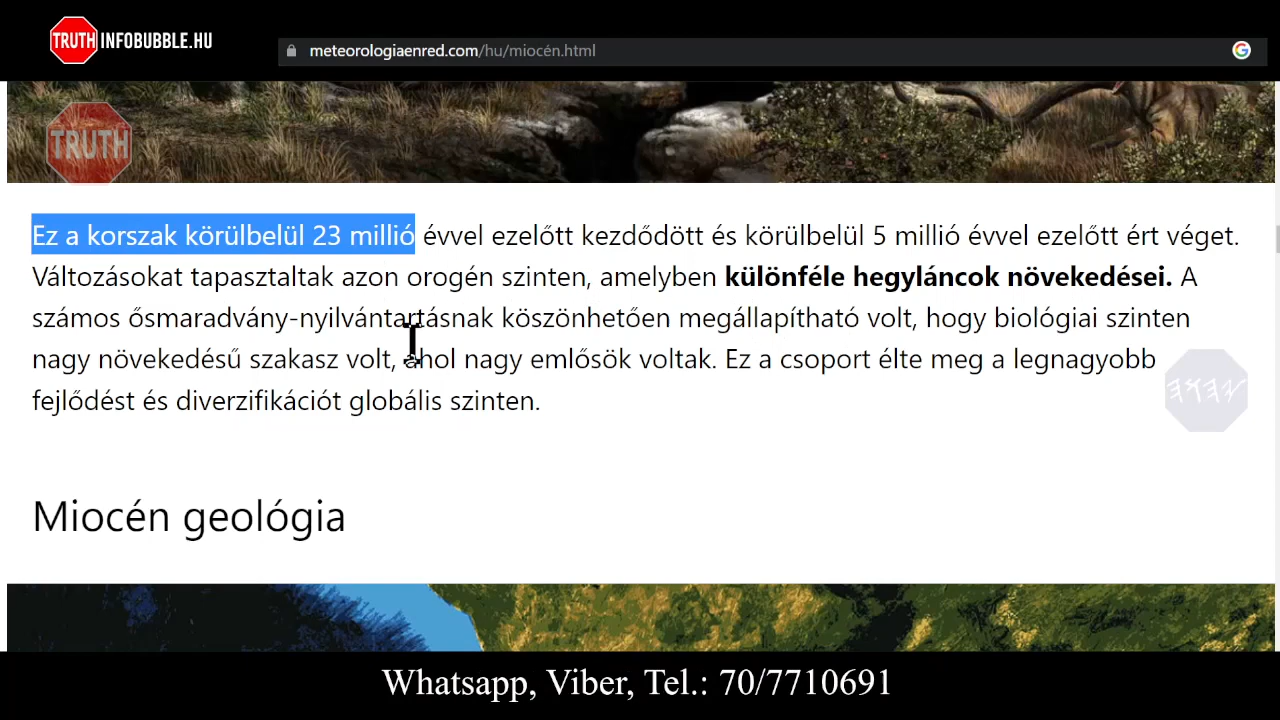 TRUTH INFOBUBBLE.HU
meteorologiaenred.com/hu/miocén.html
TRUTH
Ez a korszak körülbelül 23 millió évvel ezelőtt kezdődött és körülbelül 5 millió évvel ezelőtt ért véget.
Változásokat tapasztaltak azon orogén szinten, amelyben különféle hegyláncok növekedései. A
számos ősmaradvány-nyilvántartásnak köszönhetően megállapítható volt, hogy biológiai szinten
nagy növekedésű szakasz volt, ahol nagy emlősök voltak. Ez a csoport élte meg a legnagyobb
fejlődést és diverzifikációt globális szinten.
Miocén geológia
Whatsapp, Viber, Tel.: 70/7710691